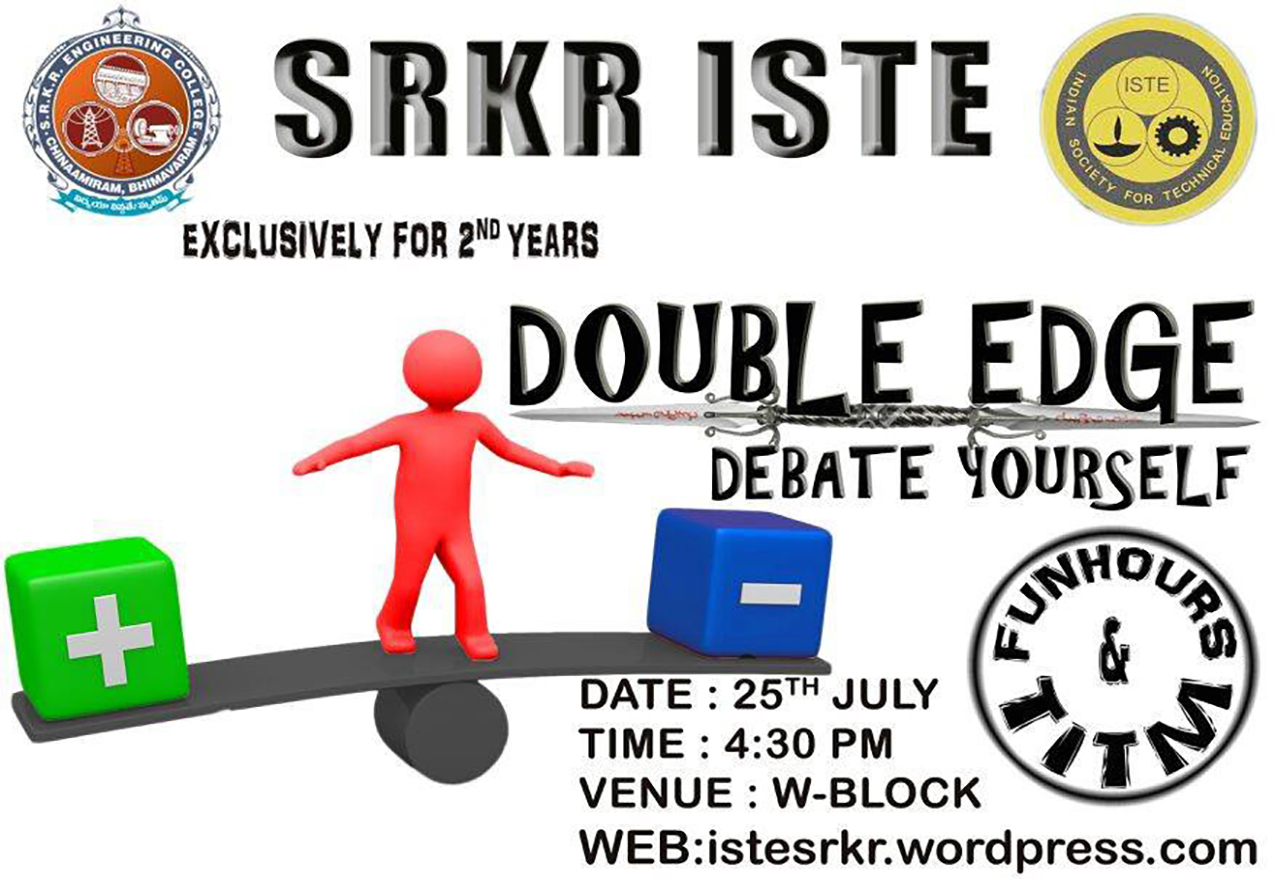 S.R.K.R. ENGINEERING COLLEGE
CHINAAMIRAM, BHIMAVARAM
SRKR ISTE
ISTE
INDIAN SOCIETY FOR TECHNICAL EDUCATION
EXCLUSIVELY FOR 2ND YEARS
DOUBLE EDGE
DEBATE YOURSELF
+
-
FUNHOURS
&
TITM
DATE : 25TH JULY
TIME : 4:30 PM
VENUE : W-BLOCK
WEB:istesrkr.wordpress.com